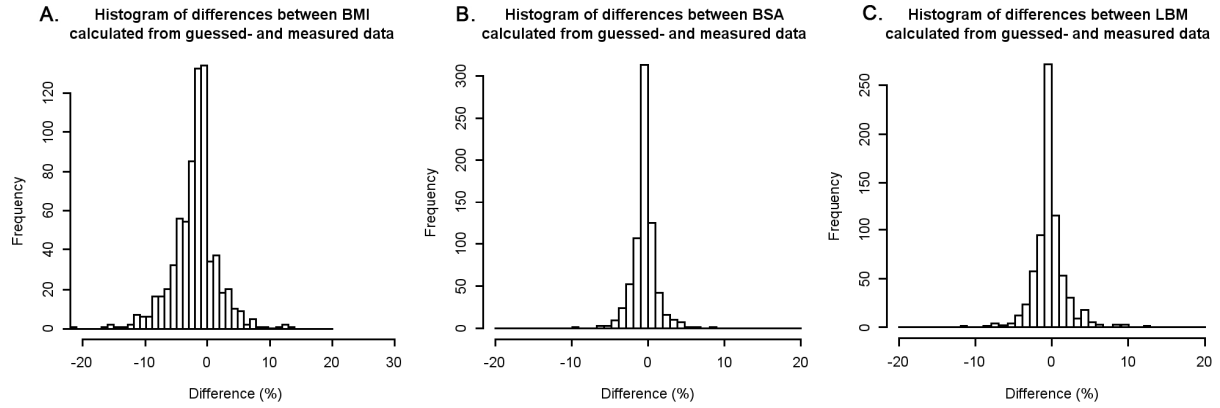 A.
Histogram of differences between BMI
calculated from guessed- and measured data
Frequency
120
100
80
60
40
20
0
-20 -10 0 10 20 30
Difference (%)
B.
Histogram of differences between BSA
calculated from guessed- and measured data
Frequency
300
250
200
150
100
50
0
-20 -10 0 10 20
Difference (%)
C.
Histogram of differences between LBM
calculated from guessed- and measured data
Frequency
250
200
150
100
50
0
-20 -10 0 10 20
Difference (%)